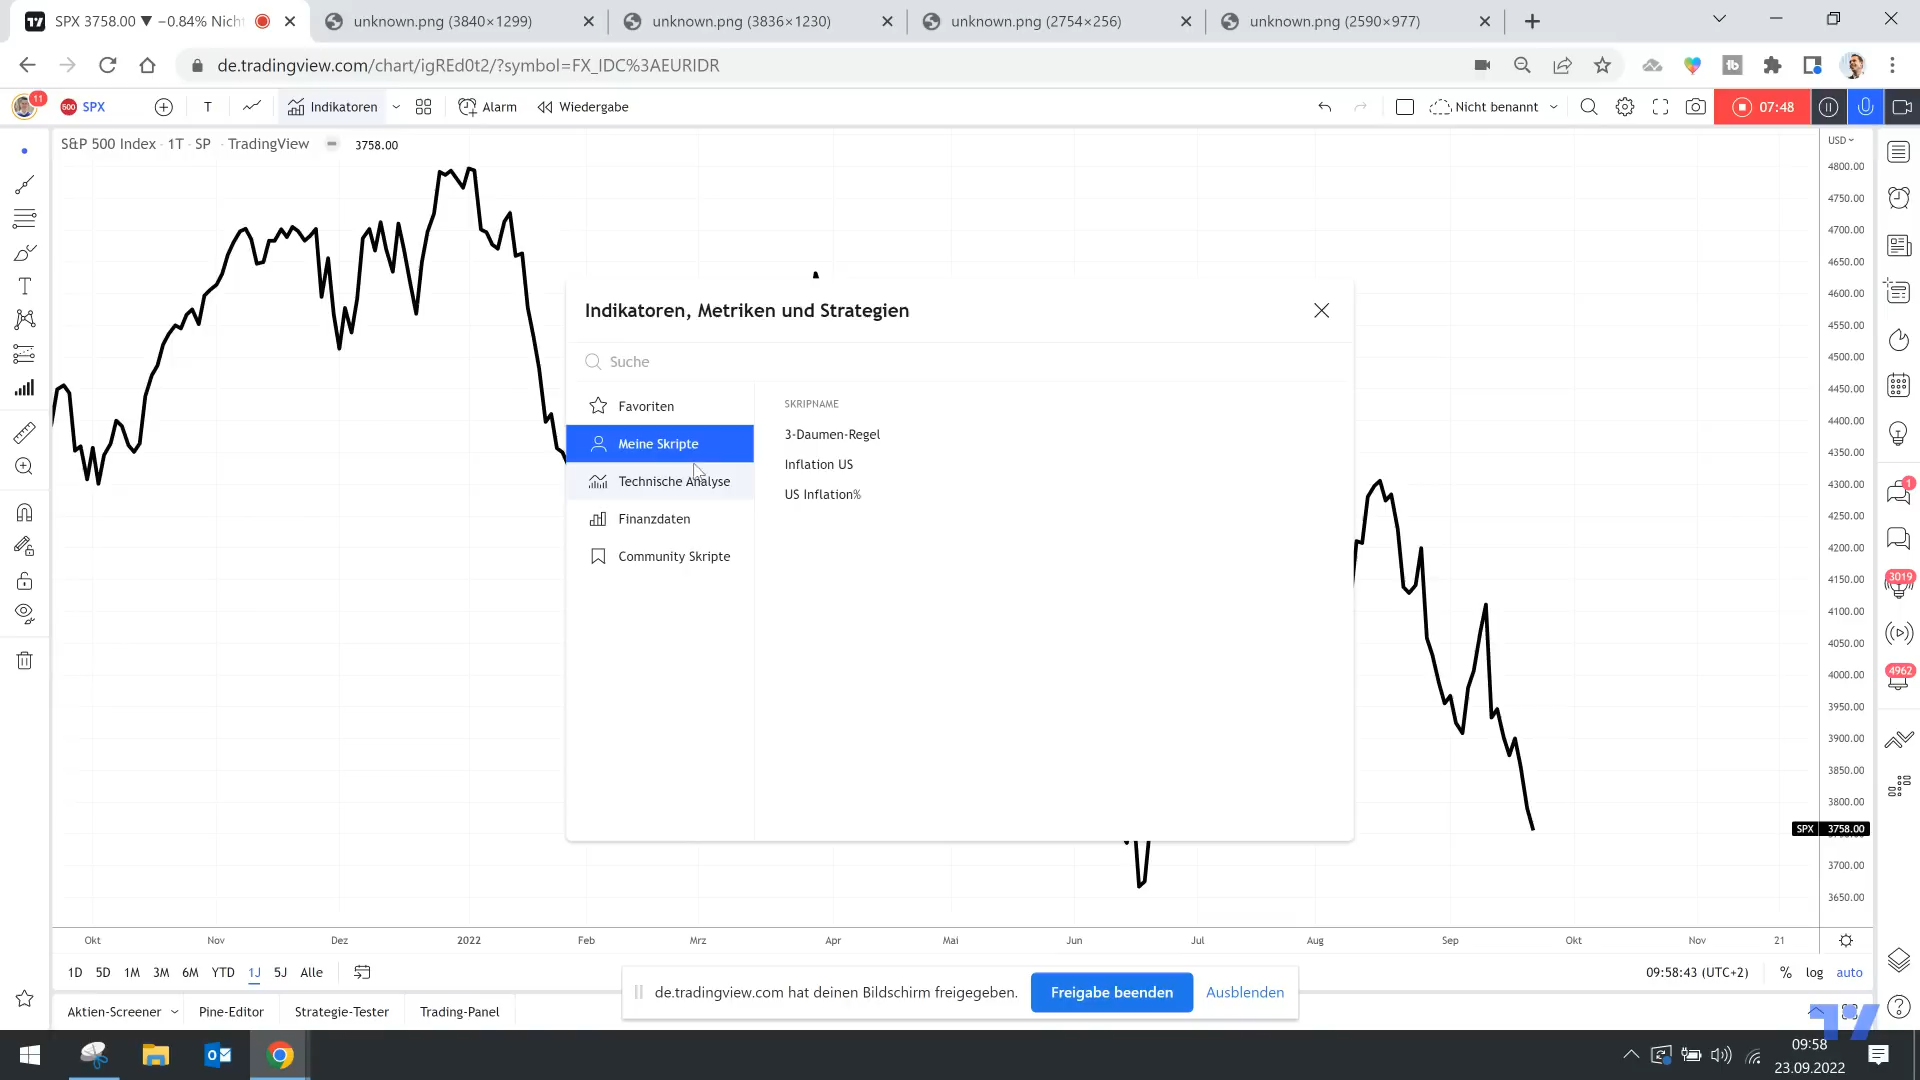 SPX 3758.00 ▼ −0.84% Nicht
unknown.png (3840×1299)
unknown.png (3836×1230)
unknown.png (2754×256)
unknown.png (2590×977)
de.tradingview.com/chart/igREd0t2/?symbol=FX_IDC%3AEURIDR
11
500 SPX
T
Indikatoren
Alarm
Wiedergabe
Nicht benannt
07:48
S&P 500 Index · 1T · SP · TradingView
3758.00
USD
4800.00
4750.00
4700.00
4650.00
4600.00
4550.00
4500.00
4450.00
4400.00
4350.00
4300.00
4250.00
4200.00
4150.00
4100.00
4050.00
4000.00
3950.00
3900.00
3850.00
3800.00
SPX 3758.00
3700.00
3650.00
Indikatoren, Metriken und Strategien
Suche
Favoriten
Meine Skripte
Technische Analyse
Finanzdaten
Community Skripte
SKRIPNAME
3-Daumen-Regel
Inflation US
US Inflation%
1
3019
4962
Okt Nov Dez 2022 Feb Mrz Apr Mai Jun Jul Aug Sep Okt Nov 21
1D 5D 1M 3M 6M YTD 1J 5J Alle
09:58:43 (UTC+2) % log auto
de.tradingview.com hat deinen Bildschirm freigegeben.
Freigabe beenden
Ausblenden
Aktien-Screener
Pine-Editor
Strategie-Tester
Trading-Panel
09:58
23.09.2022